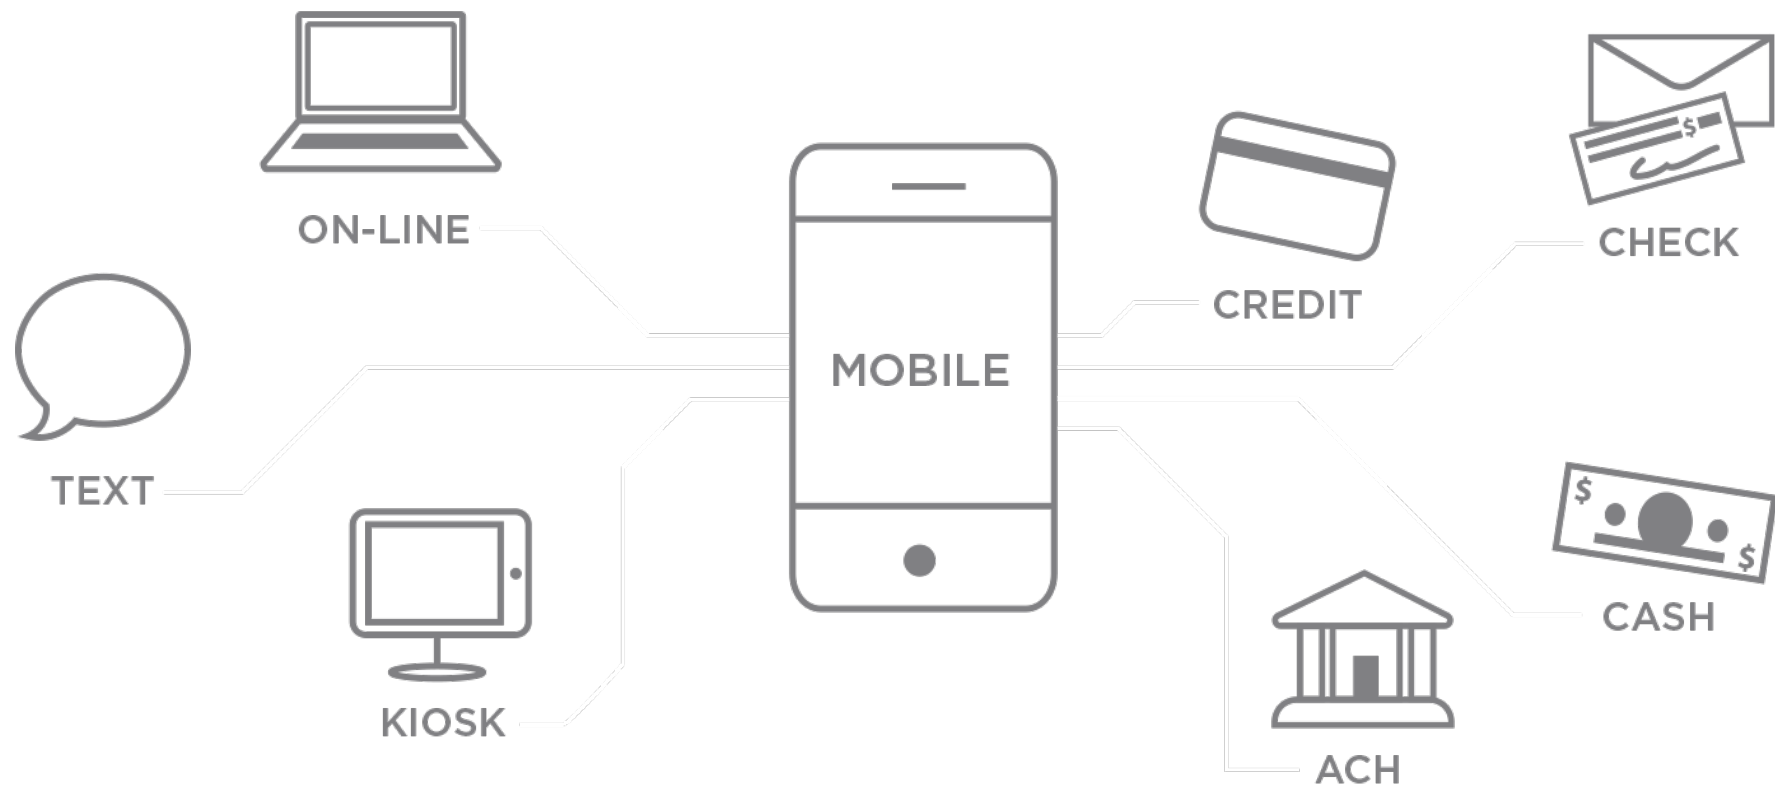 ON-LINE
TEXT
KIOSK
MOBILE
CREDIT
$
CHECK
$
$
CASH
ACH